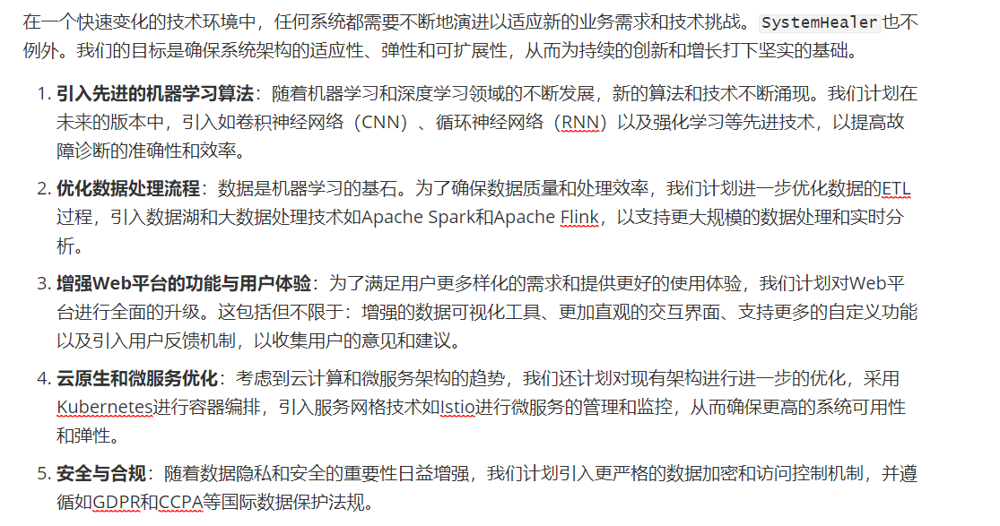 在一个快速变化的技术环境中，任何系统都需要不断地演进以适应新的业务需求和技术挑战。SystemHealer也不
例外。我们的目标是确保系统架构的适应性、弹性和可扩展性，从而为持续的创新和增长打下坚实的基础。
1. 引入先进的机器学习算法：随着机器学习和深度学习领域的不断发展，新的算法和技术不断涌现。我们计划在
未来的版本中，引入如卷积神经网络（CNN）、循环神经网络（RNN）以及强化学习等先进技术，以提高故
障诊断的准确性和效率。
2. 优化数据处理流程：数据是机器学习的基石。为了确保数据质量和处理效率，我们计划进一步优化数据的ETL
过程，引入数据湖和大数据处理技术如Apache Spark和Apache Flink，以支持更大规模的数据处理和实时分
析。
3. 增强Web平台的功能与用户体验：为了满足用户更多样化的需求和提供更好的使用体验，我们计划对Web平
台进行全面的升级。这包括但不限于：增强的数据可视化工具、更加直观的交互界面、支持更多的自定义功能
以及引入用户反馈机制，以收集用户的意见和建议。
4. 云原生和微服务优化：考虑到云计算和微服务架构的趋势，我们还计划对现有架构进行进一步的优化，采用
Kubernetes进行容器编排，引入服务网格技术如Istio进行微服务的管理和监控，从而确保更高的系统可用性
和弹性。
5. 安全与合规：随着数据隐私和安全的重要性日益增强，我们计划引入更严格的数据加密和访问控制机制，并遵
循如GDPR和CCPA等国际数据保护法规。